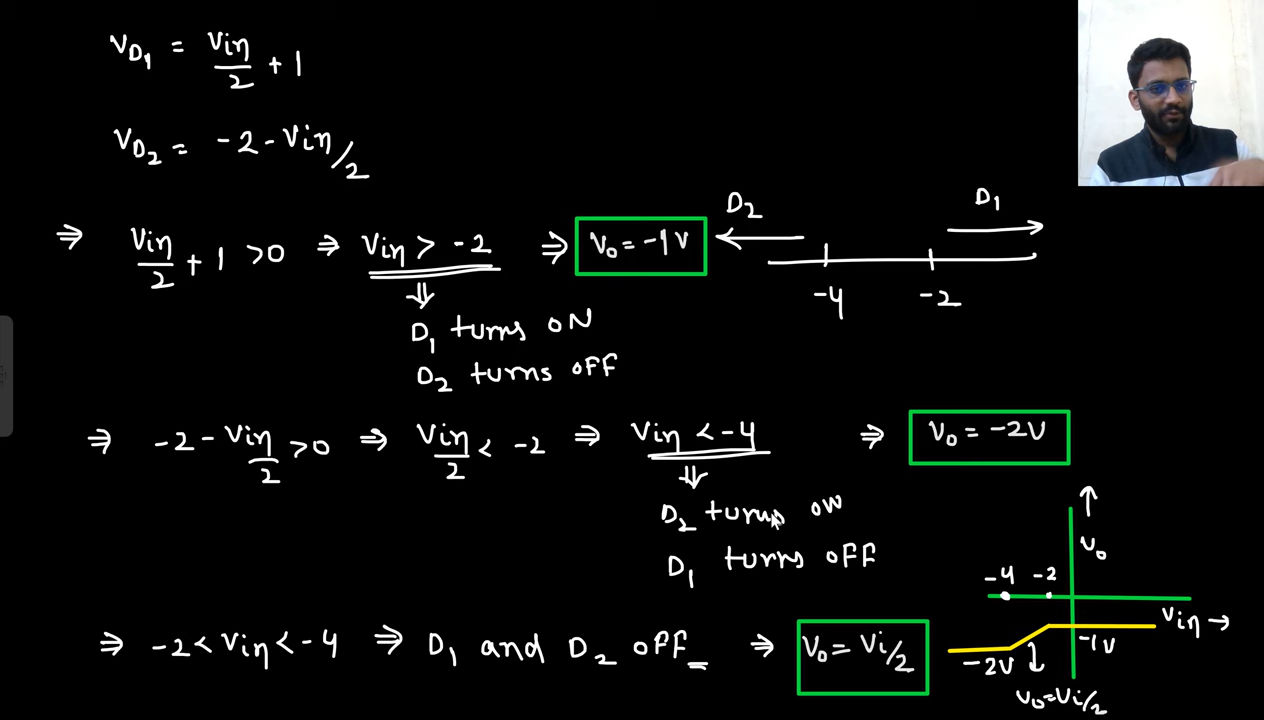 V_D1 = Vin/2 + 1
V_D2 = -2 - Vin/2
⇒ Vin/2 + 1 > 0 ⇒ Vin > -2 ⇒ V₀ = -1V
D₂ D₁
-4 -2
⇓
D₁ turns ON
D₂ turns OFF
⇒ -2 - Vin/2 > 0 ⇒ Vin/2 < -2 ⇒ Vin < -4 ⇒ V₀ = -2V
⇓
D₂ turns ON
D₁ turns OFF
⇒ -2 < Vin < -4 ⇒ D₁ and D₂ off ⇒ V₀ = Vi/2
V₀
-4 -2
Vin →
-1V
-2V
V₀=Vi/2